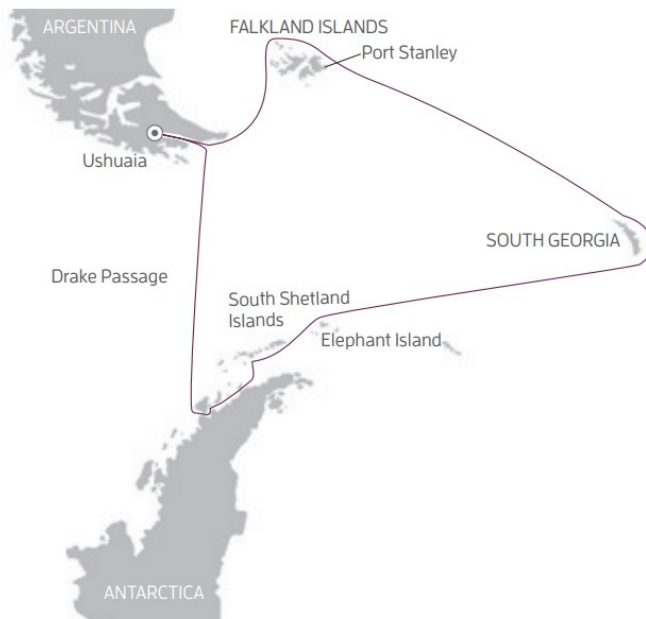 ARGENTINA
FALKLAND ISLANDS
Port Stanley
Ushuaia
SOUTH GEORGIA
Drake Passage
South Shetland
Islands
Elephant Island
ANTARCTICA